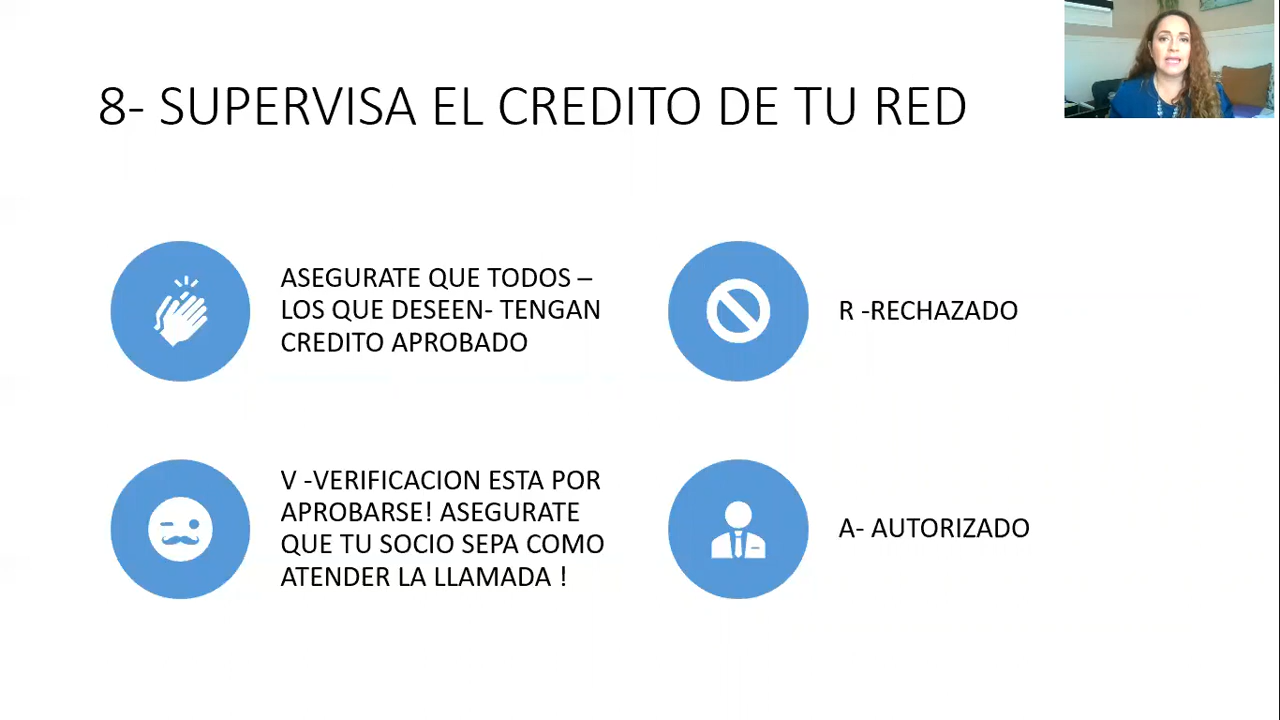 8- SUPERVISA EL CREDITO DE TU RED
ASEGURATE QUE TODOS –
LOS QUE DESEEN- TENGAN
CREDITO APROBADO
R -RECHAZADO
V -VERIFICACION ESTA POR
APROBARSE! ASEGURATE
QUE TU SOCIO SEPA COMO
ATENDER LA LLAMADA !
A- AUTORIZADO